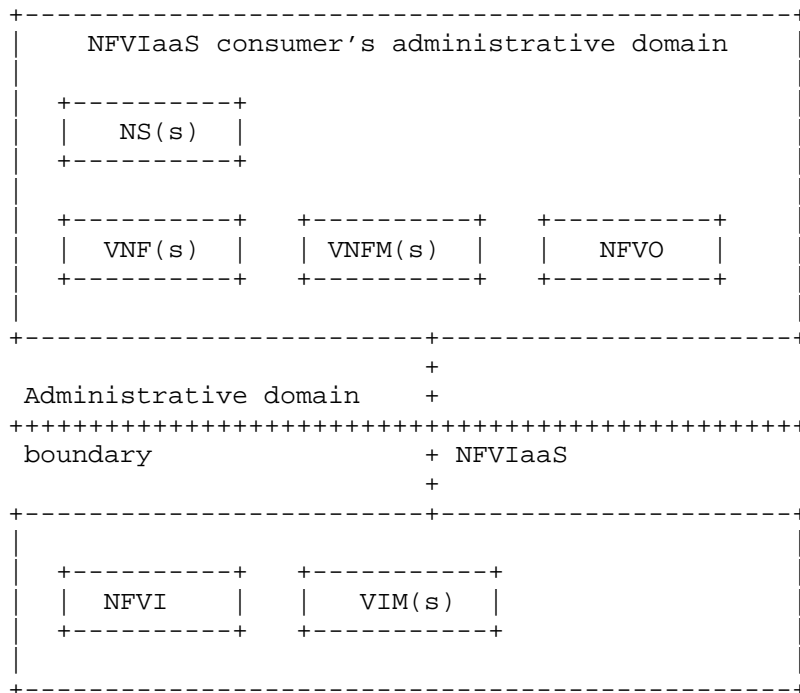 NFVIaaS consumer's administrative domain
NS(s)
VNF(s) VNFM(s) NFVO
Administrative domain
boundary NFVIaaS
NFVI VIM(s)